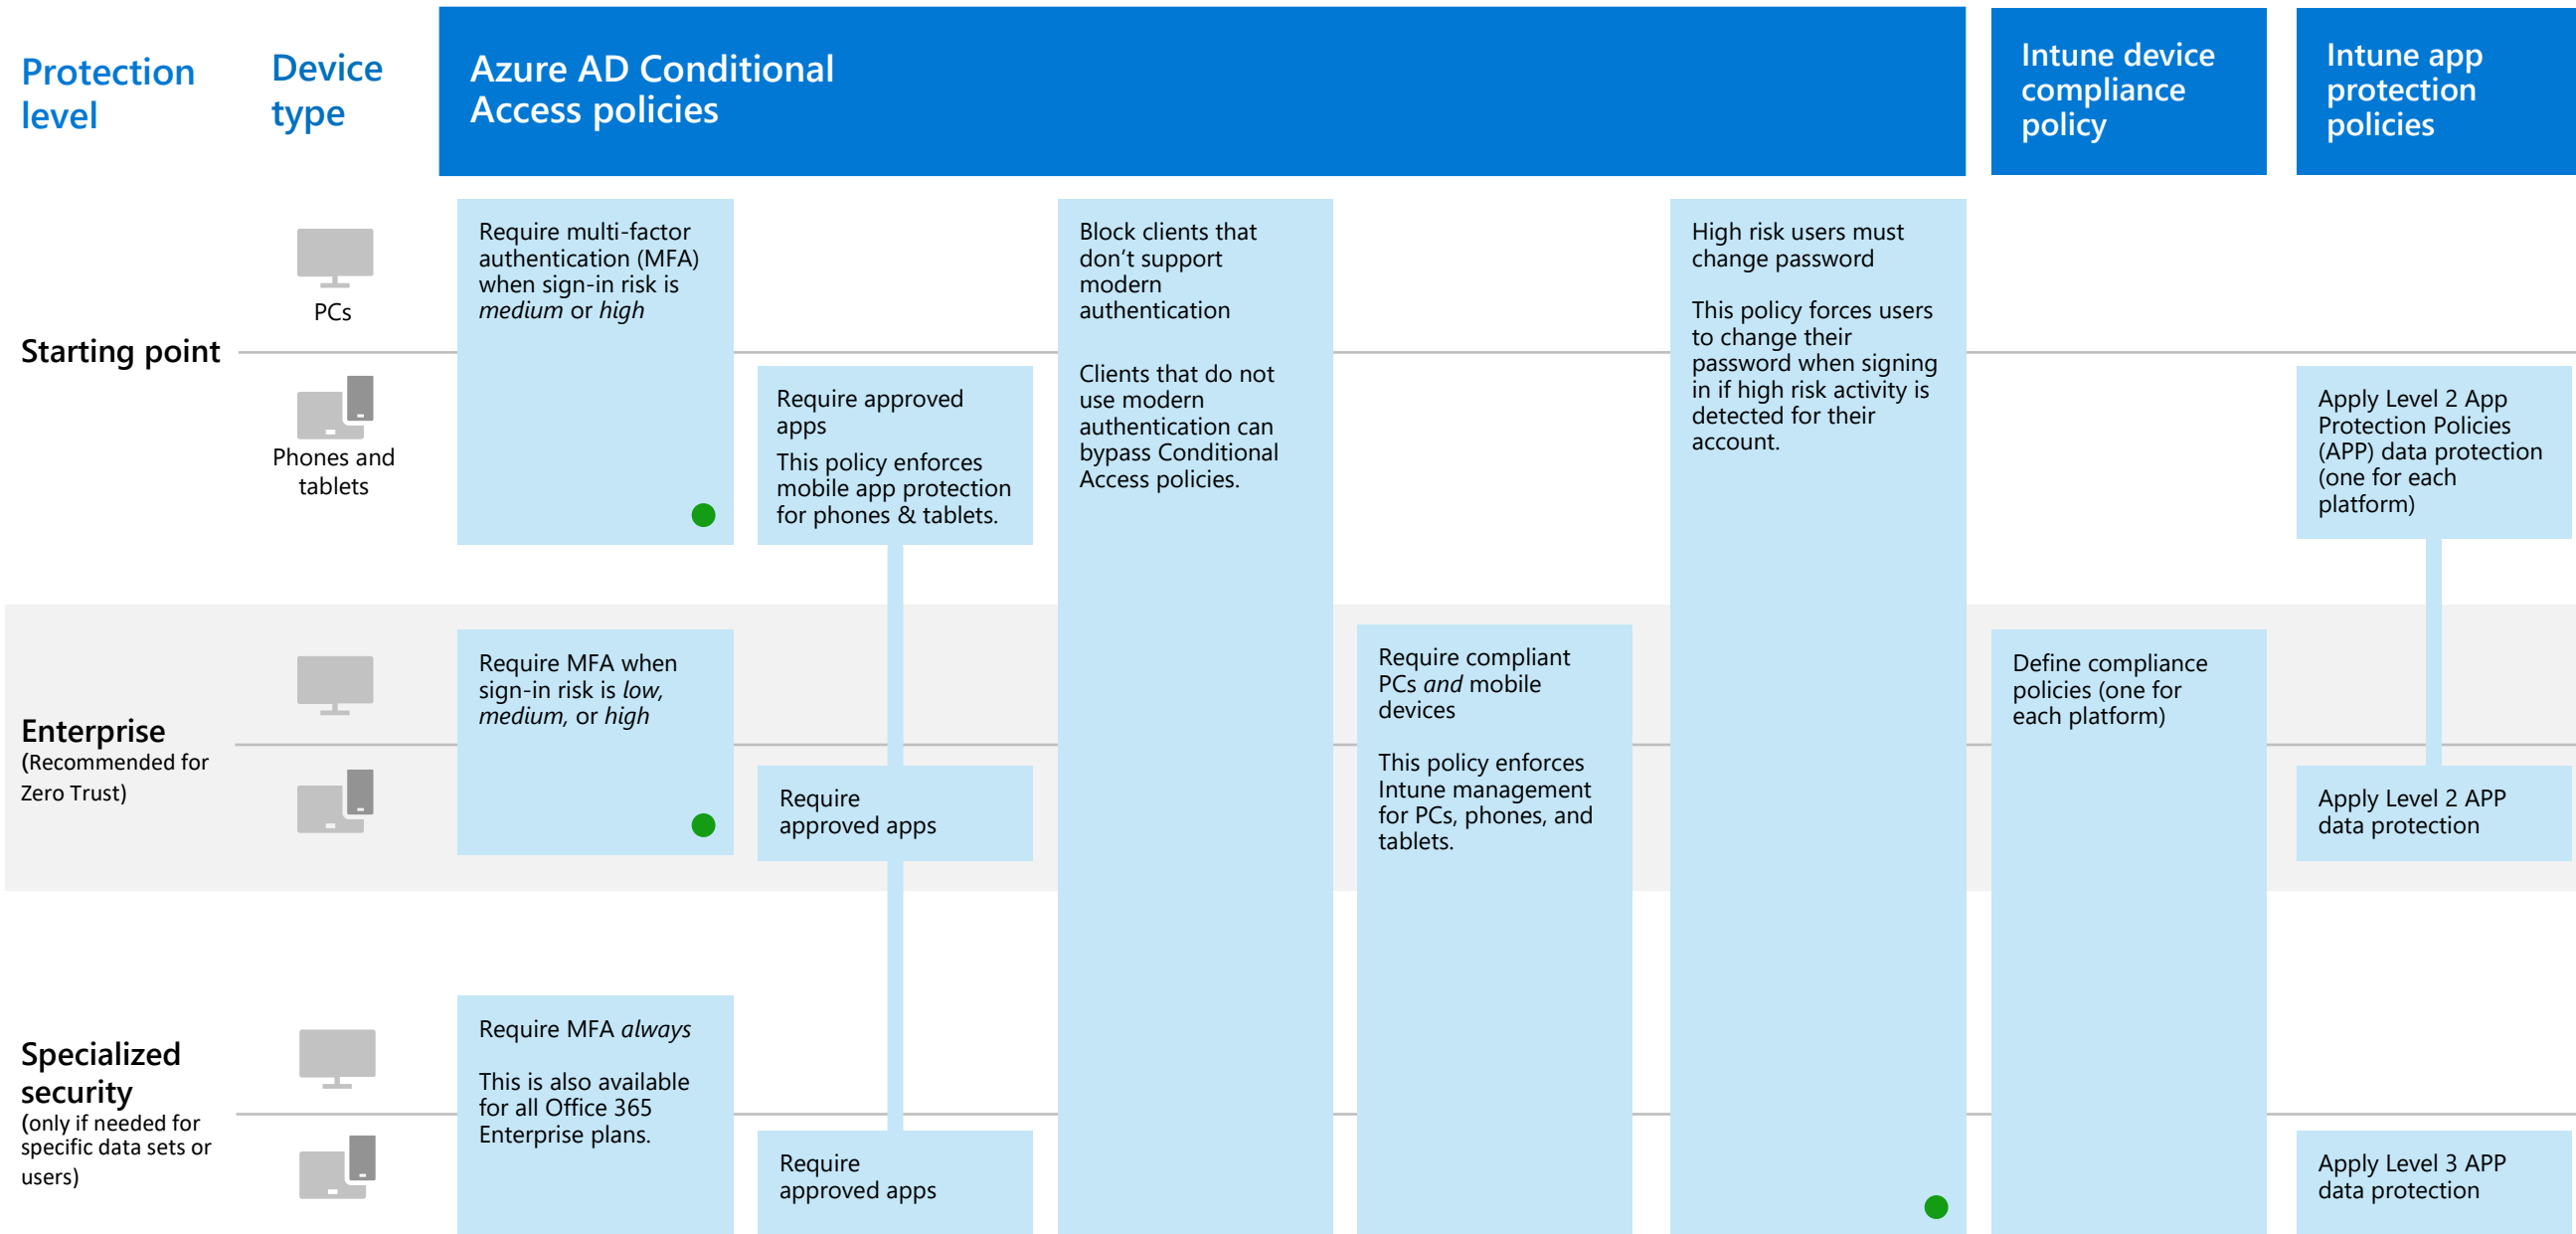 Protection
level
Device
type
Azure AD Conditional
Access policies
Intune device
compliance
policy
Intune app
protection
policies
Starting point
PCs
Phones and
tablets
Require multi-factor
authentication (MFA)
when sign-in risk is
medium or high
Require approved
apps
This policy enforces
mobile app protection
for phones & tablets.
Block clients that
don’t support
modern
authentication
Clients that do not
use modern
authentication can
bypass Conditional
Access policies.
High risk users must
change password
This policy forces users
to change their
password when signing
in if high risk activity is
detected for their
account.
Apply Level 2 App
Protection Policies
(APP) data protection
(one for each
platform)
Enterprise
(Recommended for
Zero Trust)
Require MFA when
sign-in risk is low,
medium, or high
Require
approved apps
Require compliant
PCs and mobile
devices
This policy enforces
Intune management
for PCs, phones, and
tablets.
Define compliance
policies (one for
each platform)
Apply Level 2 APP
data protection
Specialized
security
(only if needed for
specific data sets or
users)
Require MFA always
This is also available
for all Office 365
Enterprise plans.
Require
approved apps
Apply Level 3 APP
data protection